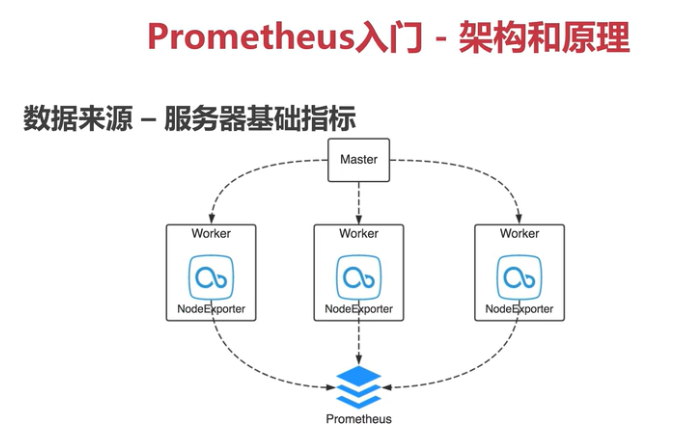 Prometheus入门 - 架构和原理
数据来源 – 服务器基础指标
Master
Worker
Worker
Worker
NodeExporter
NodeExporter
NodeExporter
Prometheus